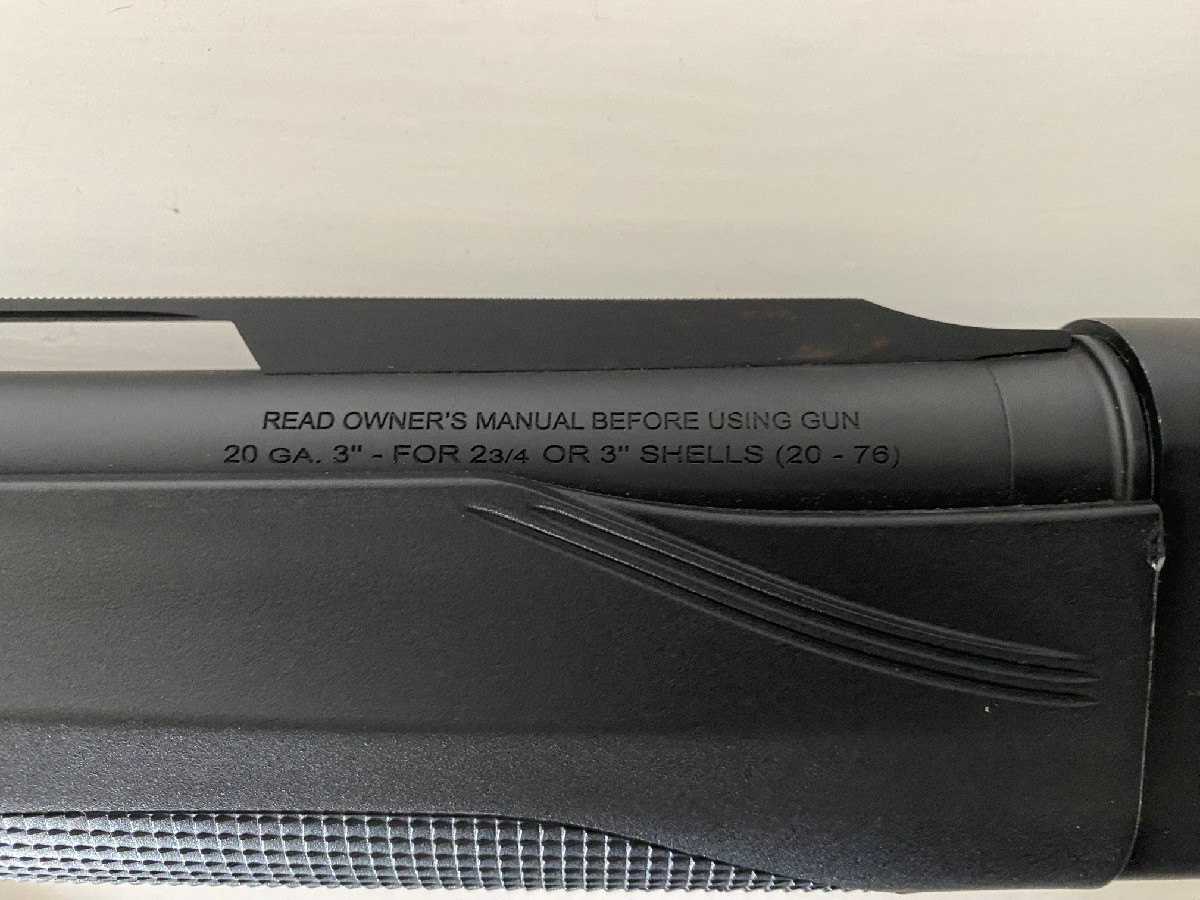 READ OWNER'S MANUAL BEFORE USING GUN
20 GA. 3" - FOR 23/4 OR 3" SHELLS (20 - 76)